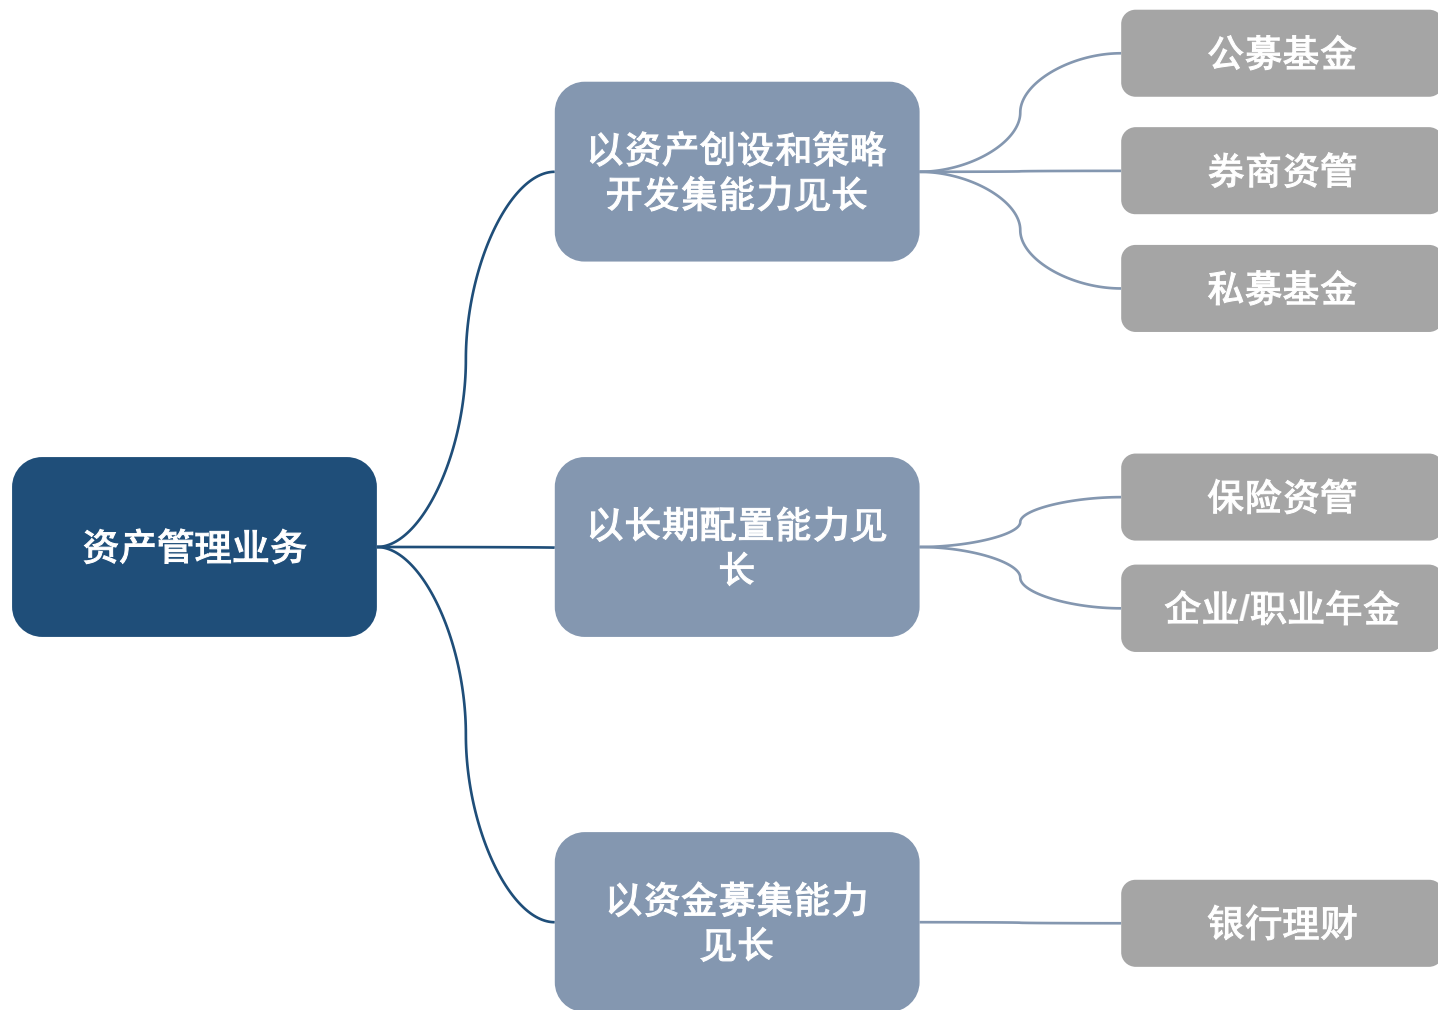 资产管理业务
以资产创设和策略
开发集能力见长
公募基金
券商资管
私募基金
以长期配置能力见
长
保险资管
企业/职业年金
以资金募集能力
见长
银行理财